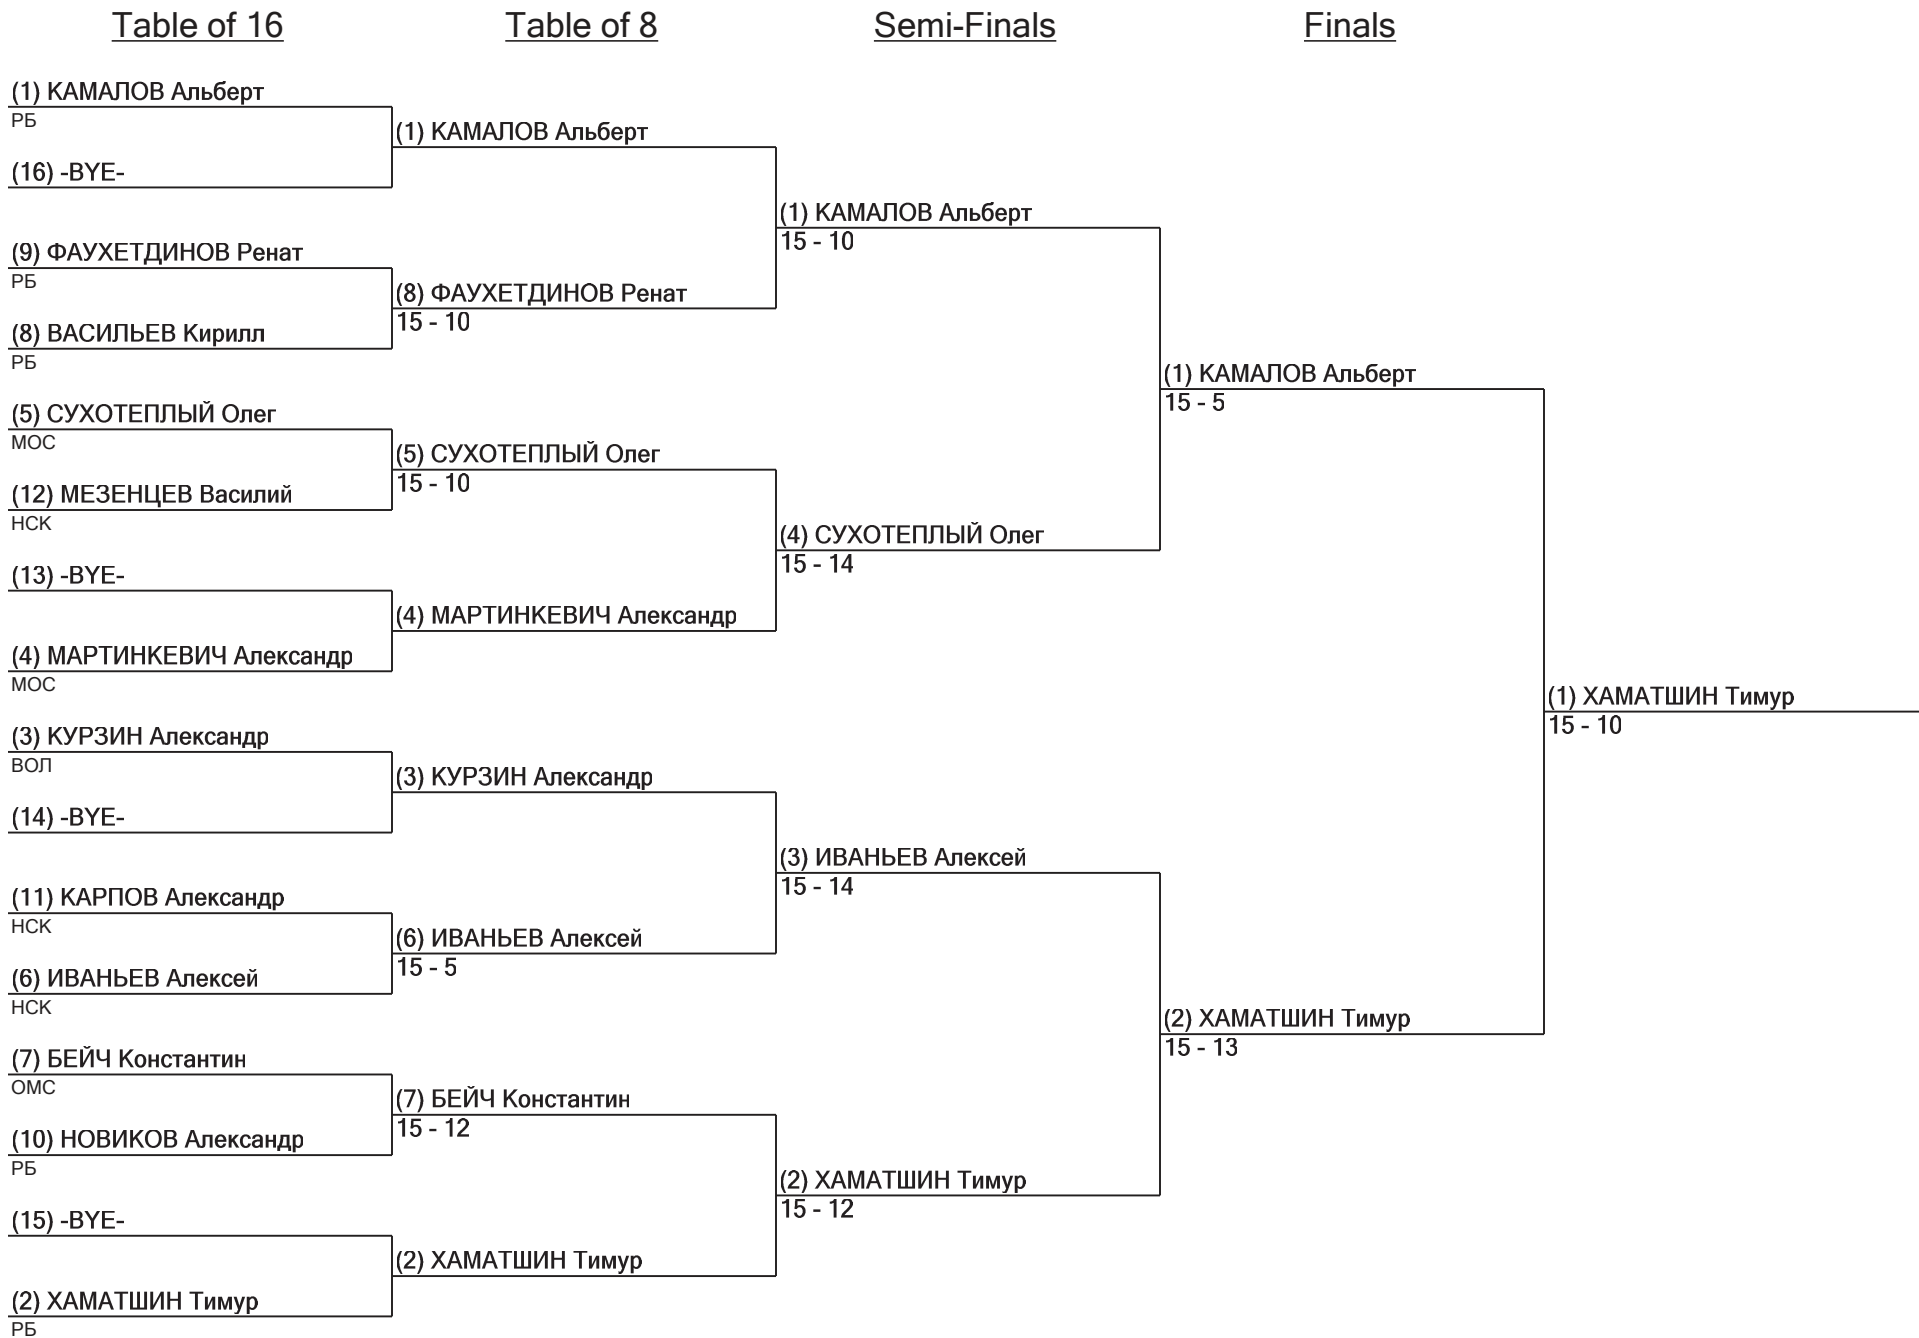 Table of 16
Table of 8
Semi-Finals
Finals
(1) КАМАЛОВ Альберт
РБ
(16) -BYE-
(9) ФАУХЕТДИНОВ Ренат
РБ
(8) ВАСИЛЬЕВ Кирилл
РБ
(5) СУХОТЕПЛЫЙ Олег
МОС
(12) МЕЗЕНЦЕВ Василий
НСК
(13) -BYE-
(4) МАРТИНКЕВИЧ Александр
МОС
(3) КУРЗИН Александр
ВОЛ
(14) -BYE-
(11) КАРПОВ Александр
НСК
(6) ИВАНЬЕВ Алексей
НСК
(7) БЕЙЧ Константин
ОМС
(10) НОВИКОВ Александр
РБ
(15) -BYE-
(2) ХАМАТШИН Тимур
РБ
(1) КАМАЛОВ Альберт
(8) ФАУХЕТДИНОВ Ренат
15 - 10
(5) СУХОТЕПЛЫЙ Олег
15 - 10
(4) МАРТИНКЕВИЧ Александр
(3) КУРЗИН Александр
(6) ИВАНЬЕВ Алексей
15 - 5
(7) БЕЙЧ Константин
15 - 12
(2) ХАМАТШИН Тимур
(1) КАМАЛОВ Альберт
15 - 10
(4) СУХОТЕПЛЫЙ Олег
15 - 14
(3) ИВАНЬЕВ Алексей
15 - 14
(2) ХАМАТШИН Тимур
15 - 12
(1) КАМАЛОВ Альберт
15 - 5
(2) ХАМАТШИН Тимур
15 - 13
(1) ХАМАТШИН Тимур
15 - 10